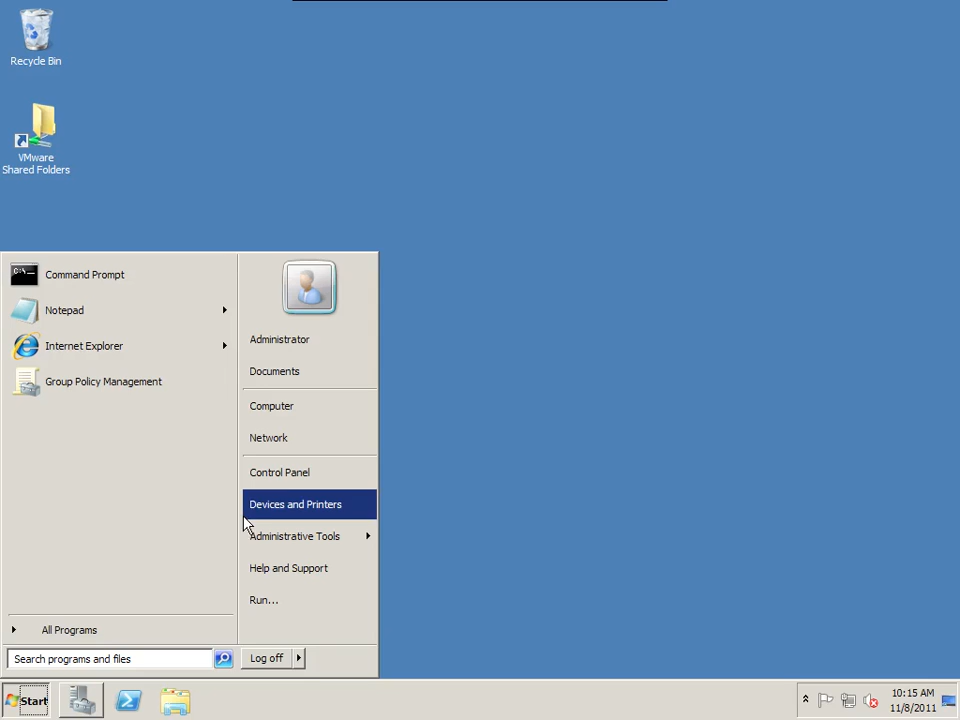 Recycle Bin
VMware
Shared Folders
C:\
Command Prompt
Notepad
Internet Explorer
Group Policy Management
Administrator
Documents
Computer
Network
Control Panel
Devices and Printers
Administrative Tools
Help and Support
Run...
All Programs
Search programs and files
Log off
Start
10:15 AM
11/8/2011